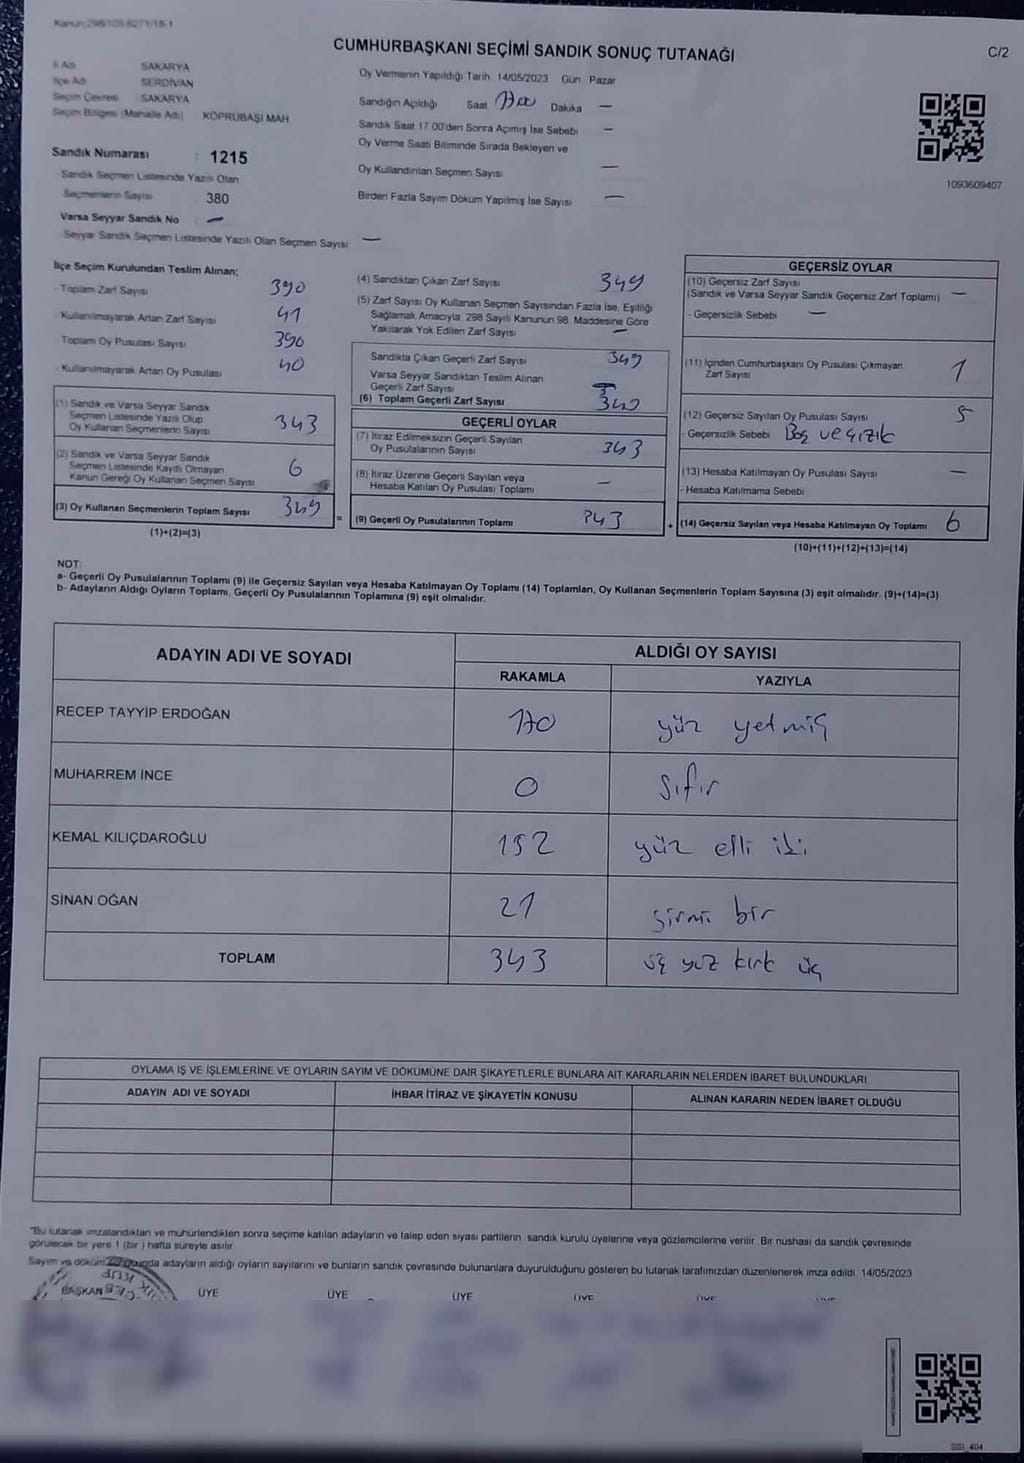 Kanun 298/105 6271/18-1
CUMHURBAŞKANI SEÇİMİ SANDIK SONUÇ TUTANAĞI
C/2
İl Adı SAKARYA
İlçe Adı SERDİVAN
Seçim Çevresi SAKARYA
Seçim Bölgesi (Mahalle Adı) KÖPRÜBAŞI MAH.
Sandık Numarası : 1215
Sandık Seçmen Listesinde Yazılı Olan
Seçmenlerin Sayısı 380
Varsa Seyyar Sandık No : —
Seyyar Sandık Seçmen Listesinde Yazılı Olan Seçmen Sayısı —
Oy Vermenin Yapıldığı Tarih 14/05/2023 Gün Pazar
Sandığın Açıldığı Saat 17.00 Dakika —
Sandık Saat 17:00'den Sonra Açımış İse Sebebi —
Oy Verme Saati Bitiminde Sırada Bekleyen ve
Oy Kullandırılan Seçmen Sayısı —
Birden Fazla Sayım Döküm Yapılmış İse Sayısı —
1093609407
İlçe Seçim Kurulundan Teslim Alınan;
- Toplam Zarf Sayısı 390
- Kullanılmayarak Artan Zarf Sayısı 41
- Toplam Oy Pusulası Sayısı 390
- Kullanılmayarak Artan Oy Pusulası 40
(1) Sandık ve Varsa Seyyar Sandık
Seçmen Listesinde Yazılı Olup
Oy Kullanan Seçmenlerin Sayısı 343
(2) Sandık ve Varsa Seyyar Sandık
Seçmen Listesinde Kayıtlı Olmayan
Kanun Gereği Oy Kullanan Seçmen Sayısı 6
(3) Oy Kullanan Seçmenlerin Toplam Sayısı 349
(1)+(2)=(3)
=
(4) Sandıktan Çıkan Zarf Sayısı 349
(5) Zarf Sayısı Oy Kullanan Seçmen Sayısından Fazla İse, Eşitliği
Sağlamak Amacıyla, 298 Sayılı Kanunun 98. Maddesine Göre
Yakılarak Yok Edilen Zarf Sayısı —
Sandıkta Çıkan Geçerli Zarf Sayısı 349
Varsa Seyyar Sandıktan Teslim Alınan
Geçerli Zarf Sayısı
(6) Toplam Geçerli Zarf Sayısı
GEÇERLİ OYLAR
(7) İtiraz Edilmeksizin Geçerli Sayılan
Oy Pusulalarının Sayısı 343
(8) İtiraz Üzerine Geçerli Sayılan veya
Hesaba Katılan Oy Pusulası Toplamı —
(9) Geçerli Oy Pusulalarının Toplamı 343
+
GEÇERSİZ OYLAR
(10) Geçersiz Zarf Sayısı
(Sandık ve Varsa Seyyar Sandık Geçersiz Zarf Toplamı) —
- Geçersizlik Sebebi —
(11) İçinden Cumhurbaşkanı Oy Pusulası Çıkmayan
Zarf Sayısı 1
(12) Geçersiz Sayılan Oy Pusulası Sayısı 5
- Geçersizlik Sebebi Boş ve çizik
(13) Hesaba Katılmayan Oy Pusulası Sayısı —
- Hesaba Katılmama Sebebi
(14) Geçersiz Sayılan veya Hesaba Katılmayan Oy Toplamı 6
(10)+(11)+(12)+(13)=(14)
NOT:
a- Geçerli Oy Pusulalarının Toplamı (9) ile Geçersiz Sayılan veya Hesaba Katılmayan Oy Toplamı (14) Toplamları, Oy Kullanan Seçmenlerin Toplam Sayısına (3) eşit olmalıdır. (9)+(14)=(3)
b- Adayların Aldığı Oyların Toplamı, Geçerli Oy Pusulalarının Toplamına (9) eşit olmalıdır.
ADAYIN ADI VE SOYADI
ALDIĞI OY SAYISI
RAKAMLA YAZIYLA
RECEP TAYYİP ERDOĞAN 170 yüz yetmiş
MUHARREM İNCE 0 sıfır
KEMAL KILIÇDAROĞLU 152 yüz elli iki
SİNAN OĞAN 21 yirmi bir
TOPLAM 343 üç yüz kırk üç
OYLAMA İŞ VE İŞLEMLERİNE VE OYLARIN SAYIM VE DÖKÜMÜNE DAİR ŞİKAYETLERLE BUNLARA AİT KARARLARIN NELERDEN İBARET BULUNDUKLARI
ADAYIN ADI VE SOYADI İHBAR İTİRAZ VE ŞİKAYETİN KONUSU ALINAN KARARIN NEDEN İBARET OLDUĞU
"Bu tutanak imzalandıktan ve mühürlendikten sonra seçime katılan adayların ve talep eden siyasi partilerin sandık kurulu üyelerine veya gözlemcilerine verilir. Bir nüshası da sandık çevresinde
görülecek bir yere 1 (bir) hafta süreyle asılır.
Sayım ve döküm sonucunda adayların aldığı oyların sayılarını ve bunların sandık çevresinde bulunanlara duyurulduğunu gösteren bu tutanak tarafımızdan düzenlenerek imza edildi. 14/05/2023
BAŞKAN ÜYE ÜYE ÜYE ÜYE ÜYE
SSI_404